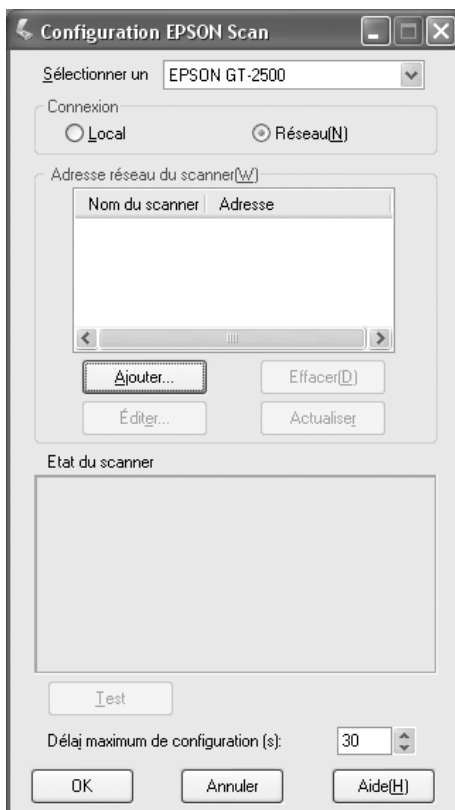 Configuration EPSON Scan
Sélectionner un EPSON GT-2500
Connexion
Local Réseau(N)
Adresse réseau du scanner(W)
Nom du scanner Adresse
Ajouter... Effacer(D)
Éditer... Actualiser
Etat du scanner
Test
Délai maximum de configuration (s): 30
OK Annuler Aide(H)